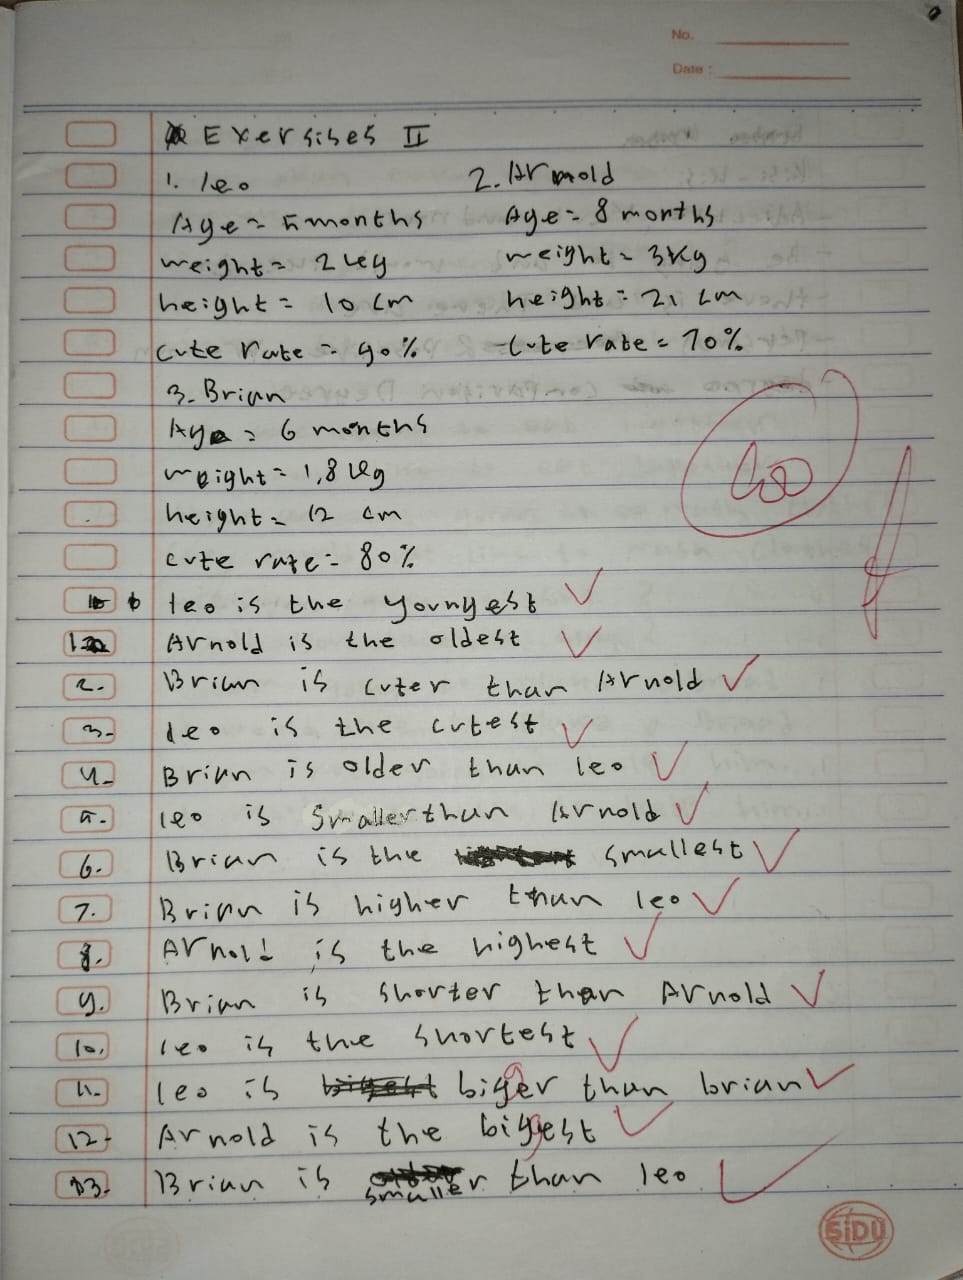 No.
Date :
Exersises II
1. leo 2. Arnold
Age = 5 months Age = 8 months
weight = 2 kg weight = 3 kg
height = 10 cm height = 21 cm
cute rate = 90 % - cute rate = 70 %
3. Brian
Age = 6 months
weight = 1,8 kg
height = 12 cm
cute rate = 80 %
100
leo is the youngest
1. Arnold is the oldest
2. Brian is cuter than Arnold
3. leo is the cutest
4. Brian is older than leo
5. leo is smaller than Arnold
6. Brian is the smallest
7. Brian is higher than leo
8. Arnold is the highest
9. Brian is shorter than Arnold
10. leo is the shortest
11. leo is biger than brian
12. Arnold is the bigest
13. Brian is smaller than leo
SiDU